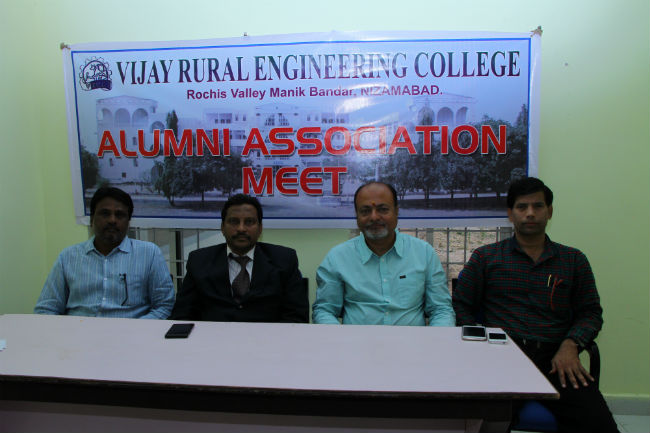 VIJAY RURAL ENGINEERING COLLEGE
Rochis Valley Manik Bandar, NIZAMABAD.
ALUMNI ASSOCIATION
MEET